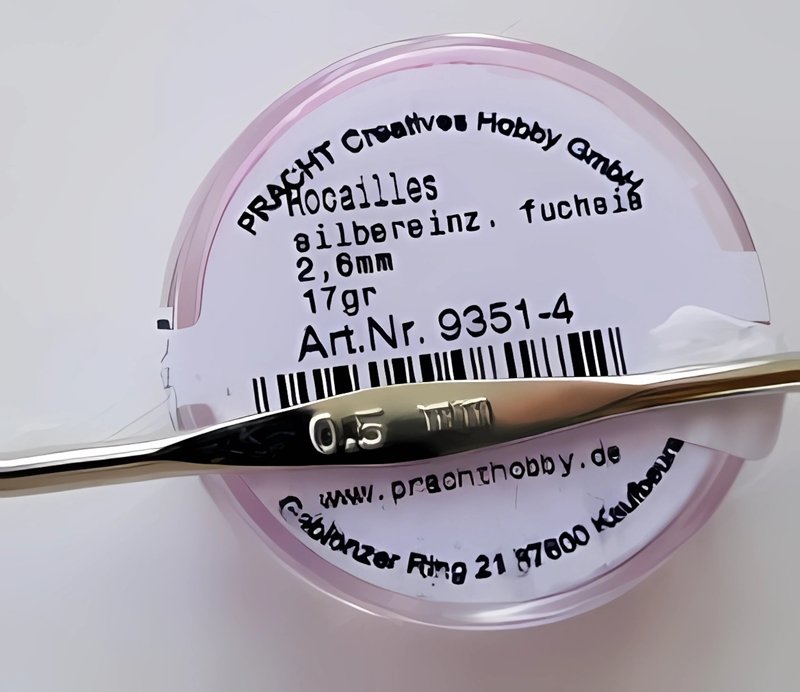 PRACHT Creatives Hobby GmbH
Rocailles
silbereinz. fuchsia
2,6mm
17gr
Art.Nr. 9351-4
0.5 mm
www.prachthobby.de
Gablonzer Ring 21 87600 Kaufbeuren